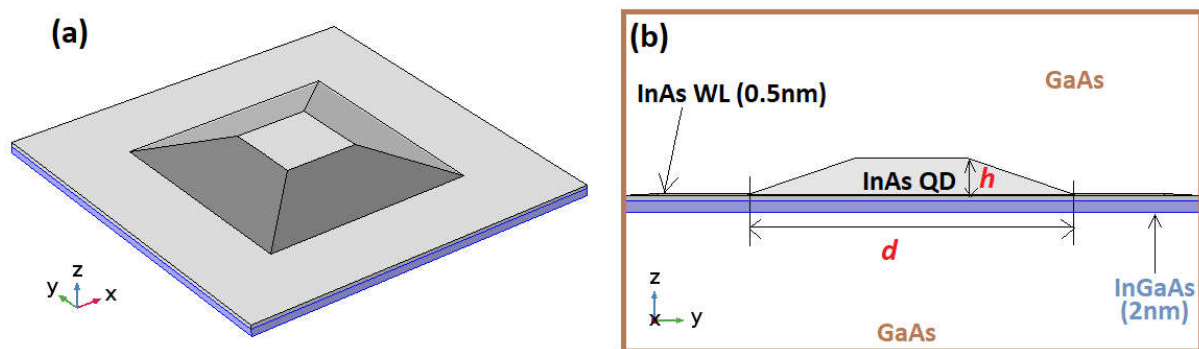 (a)
z
y
x
(b)
GaAs
InAs WL (0.5nm)
InAs QD
h
d
z
x
y
InGaAs
(2nm)
GaAs